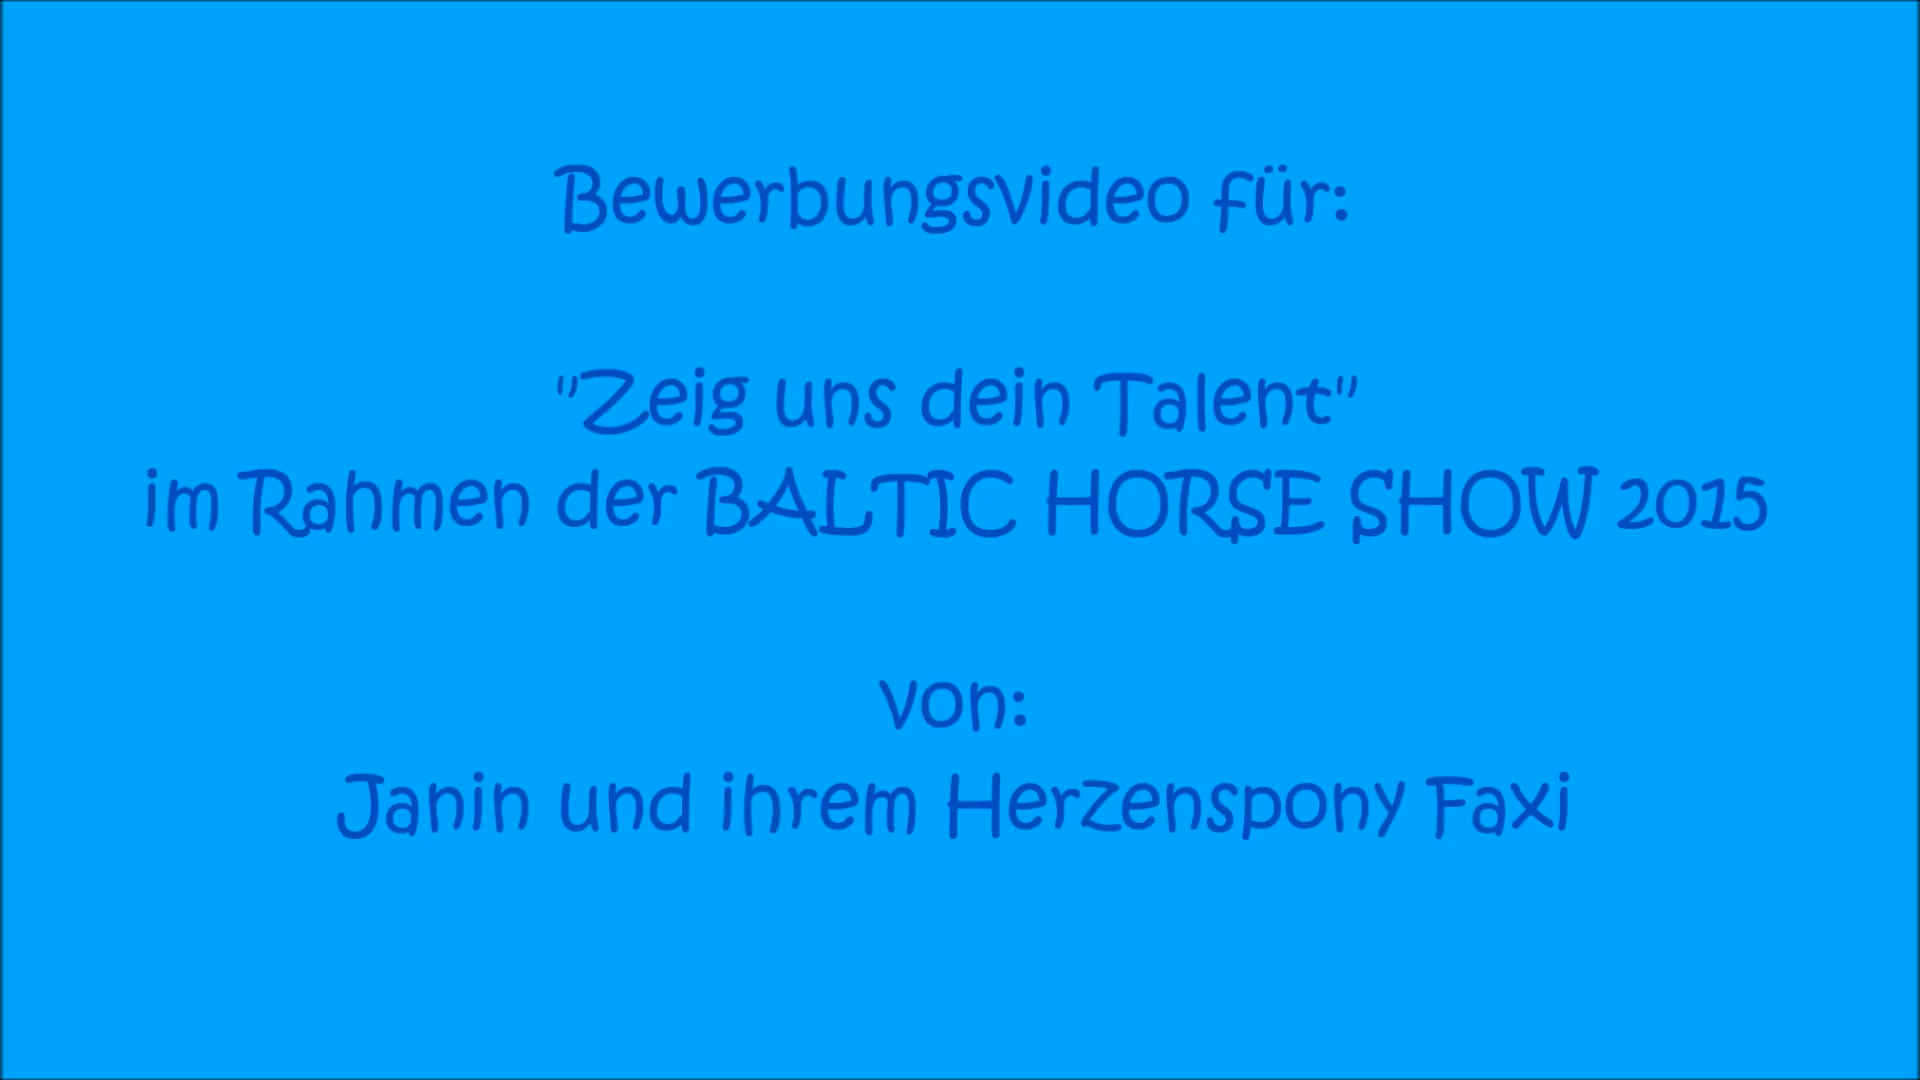 Bewerbungsvideo für:
"Zeig uns dein Talent"
im Rahmen der BALTIC HORSE SHOW 2015
von:
Janin und ihrem Herzenspony Faxi